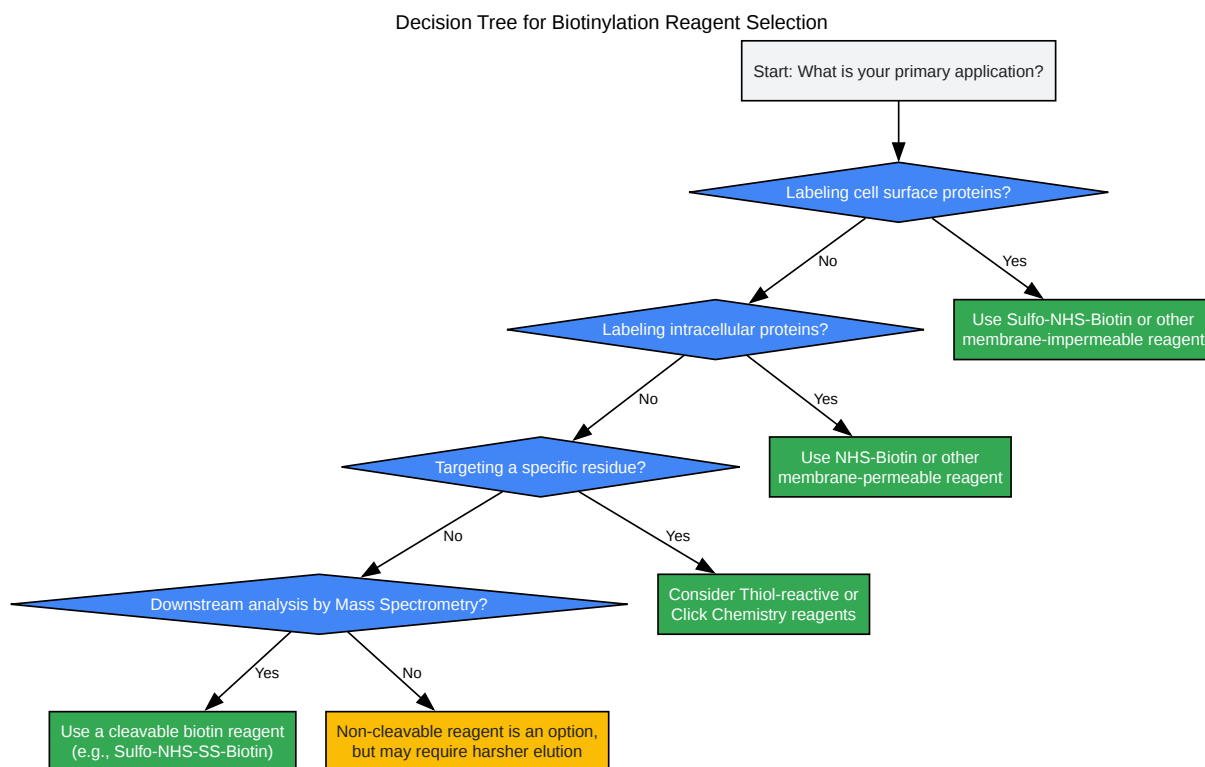 Decision Tree for Biotinylation Reagent Selection
Start: What is your primary application?
Labeling cell surface proteins?
No
Yes
Labeling intracellular proteins?
Use Sulfo-NHS-Biotin or other
membrane-impermeable reagent
No
Yes
Targeting a specific residue?
Use NHS-Biotin or other
membrane-permeable reagent
No
Yes
Downstream analysis by Mass Spectrometry?
Consider Thiol-reactive or
Click Chemistry reagents
Yes
No
Use a cleavable biotin reagent
(e.g., Sulfo-NHS-SS-Biotin)
Non-cleavable reagent is an option,
but may require harsher elution